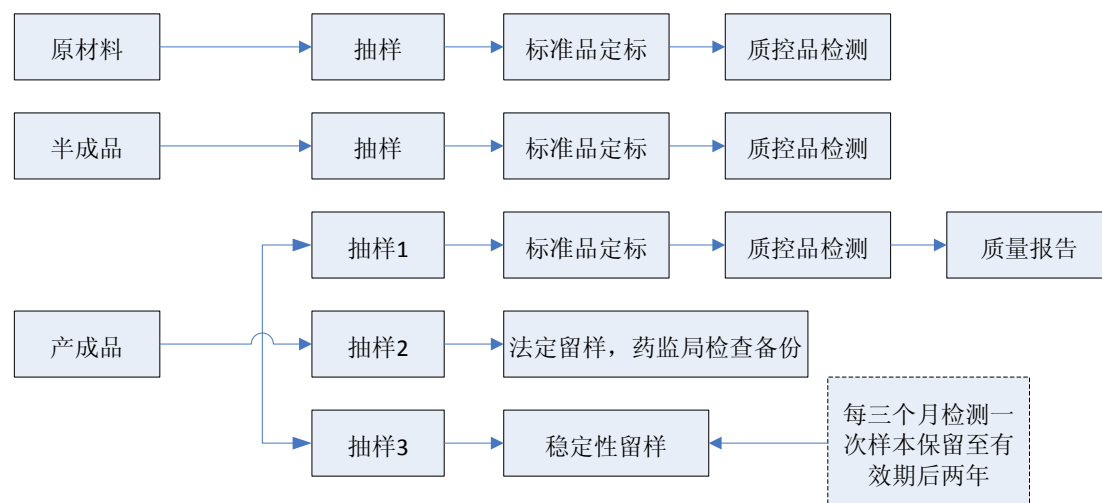 原材料
抽样
标准品定标
质控品检测
半成品
抽样
标准品定标
质控品检测
抽样1
标准品定标
质控品检测
质量报告
产成品
抽样2
法定留样，药监局检查备份
抽样3
稳定性留样
每三个月检测一
次样本保留至有
效期后两年